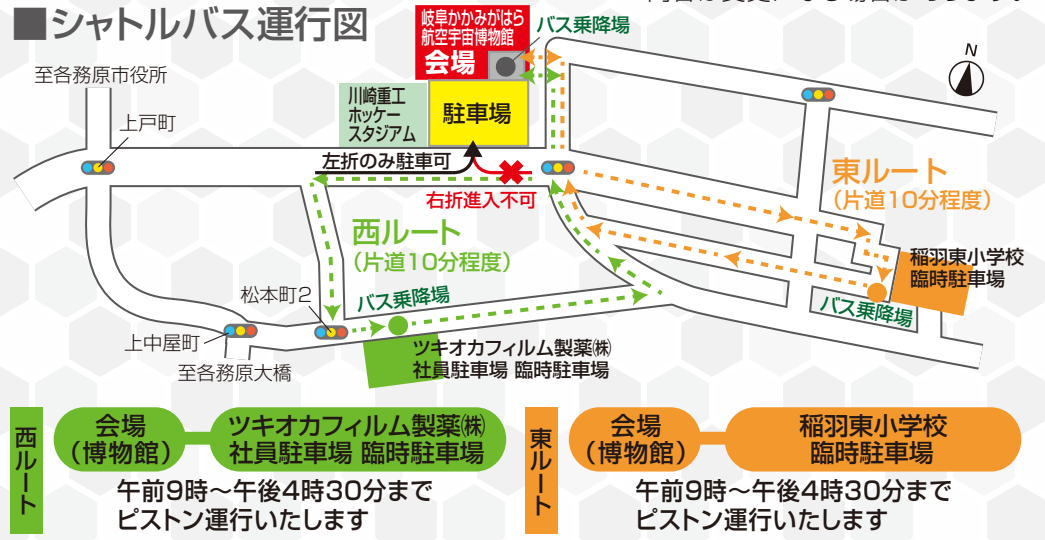 ■シャトルバス運行図
岐阜かかみがはら
航空宇宙博物館
会場
バス乗降場
N
至各務原市役所
上戸町
川崎重工
ホッケー
スタジアム
駐車場
左折のみ駐車可
右折進入不可
東ルート
(片道10分程度)
西ルート
(片道10分程度)
稲羽東小学校
臨時駐車場
バス乗降場
松本町2
バス乗降場
上中屋町
至各務原大橋
ツキオカフィルム製薬㈱
社員駐車場 臨時駐車場
西ルート
会場
(博物館)
ツキオカフィルム製薬㈱
社員駐車場 臨時駐車場
午前9時~午後4時30分まで
ピストン運行いたします
東ルート
会場
(博物館)
稲羽東小学校
臨時駐車場
午前9時~午後4時30分まで
ピストン運行いたします